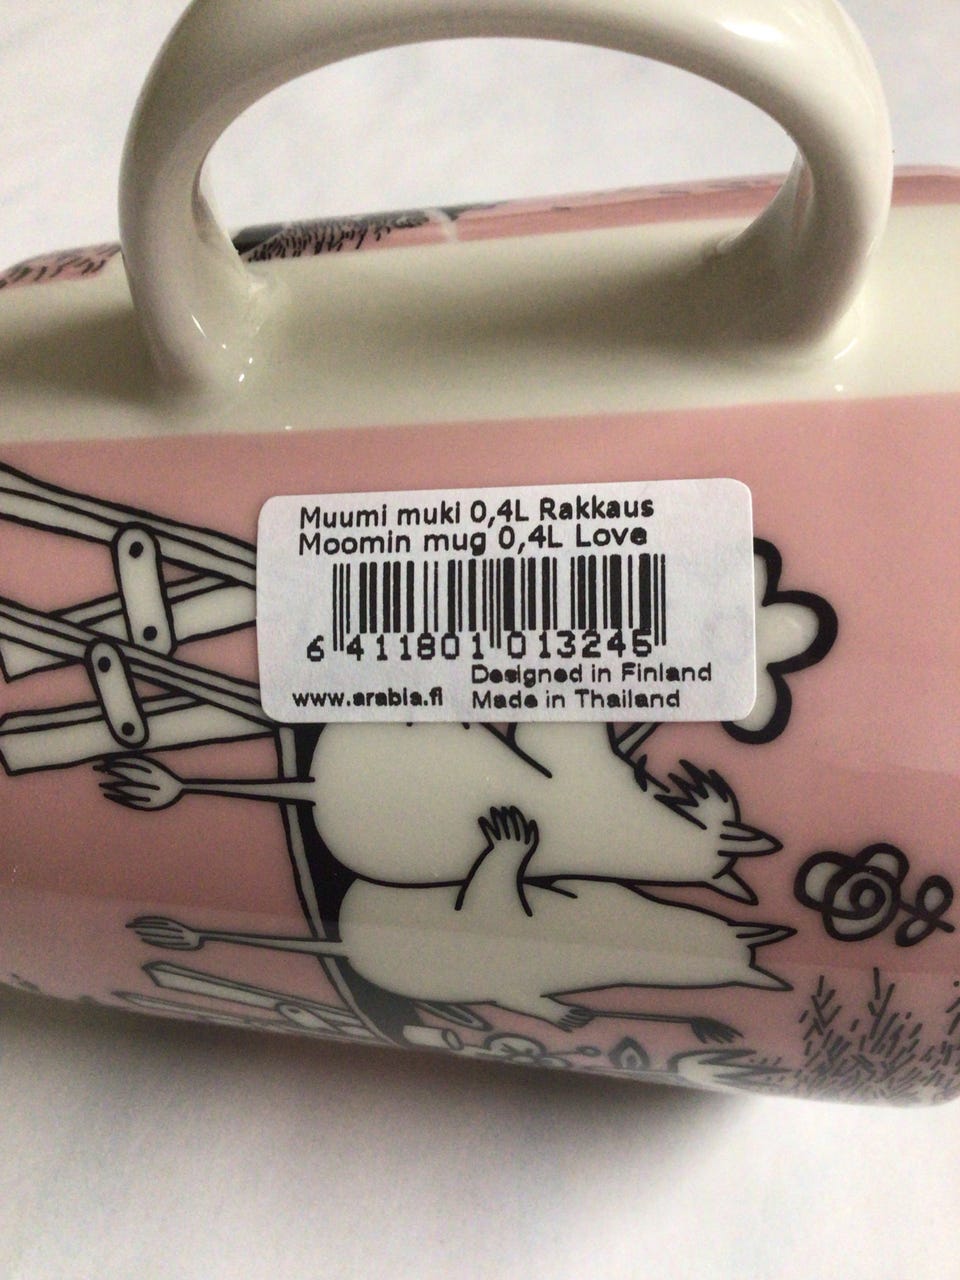 Muumi muki 0,4L Rakkaus
Moomin mug 0,4L Love
6 411801 013245
Designed in Finland
www.arabia.fi Made in Thailand